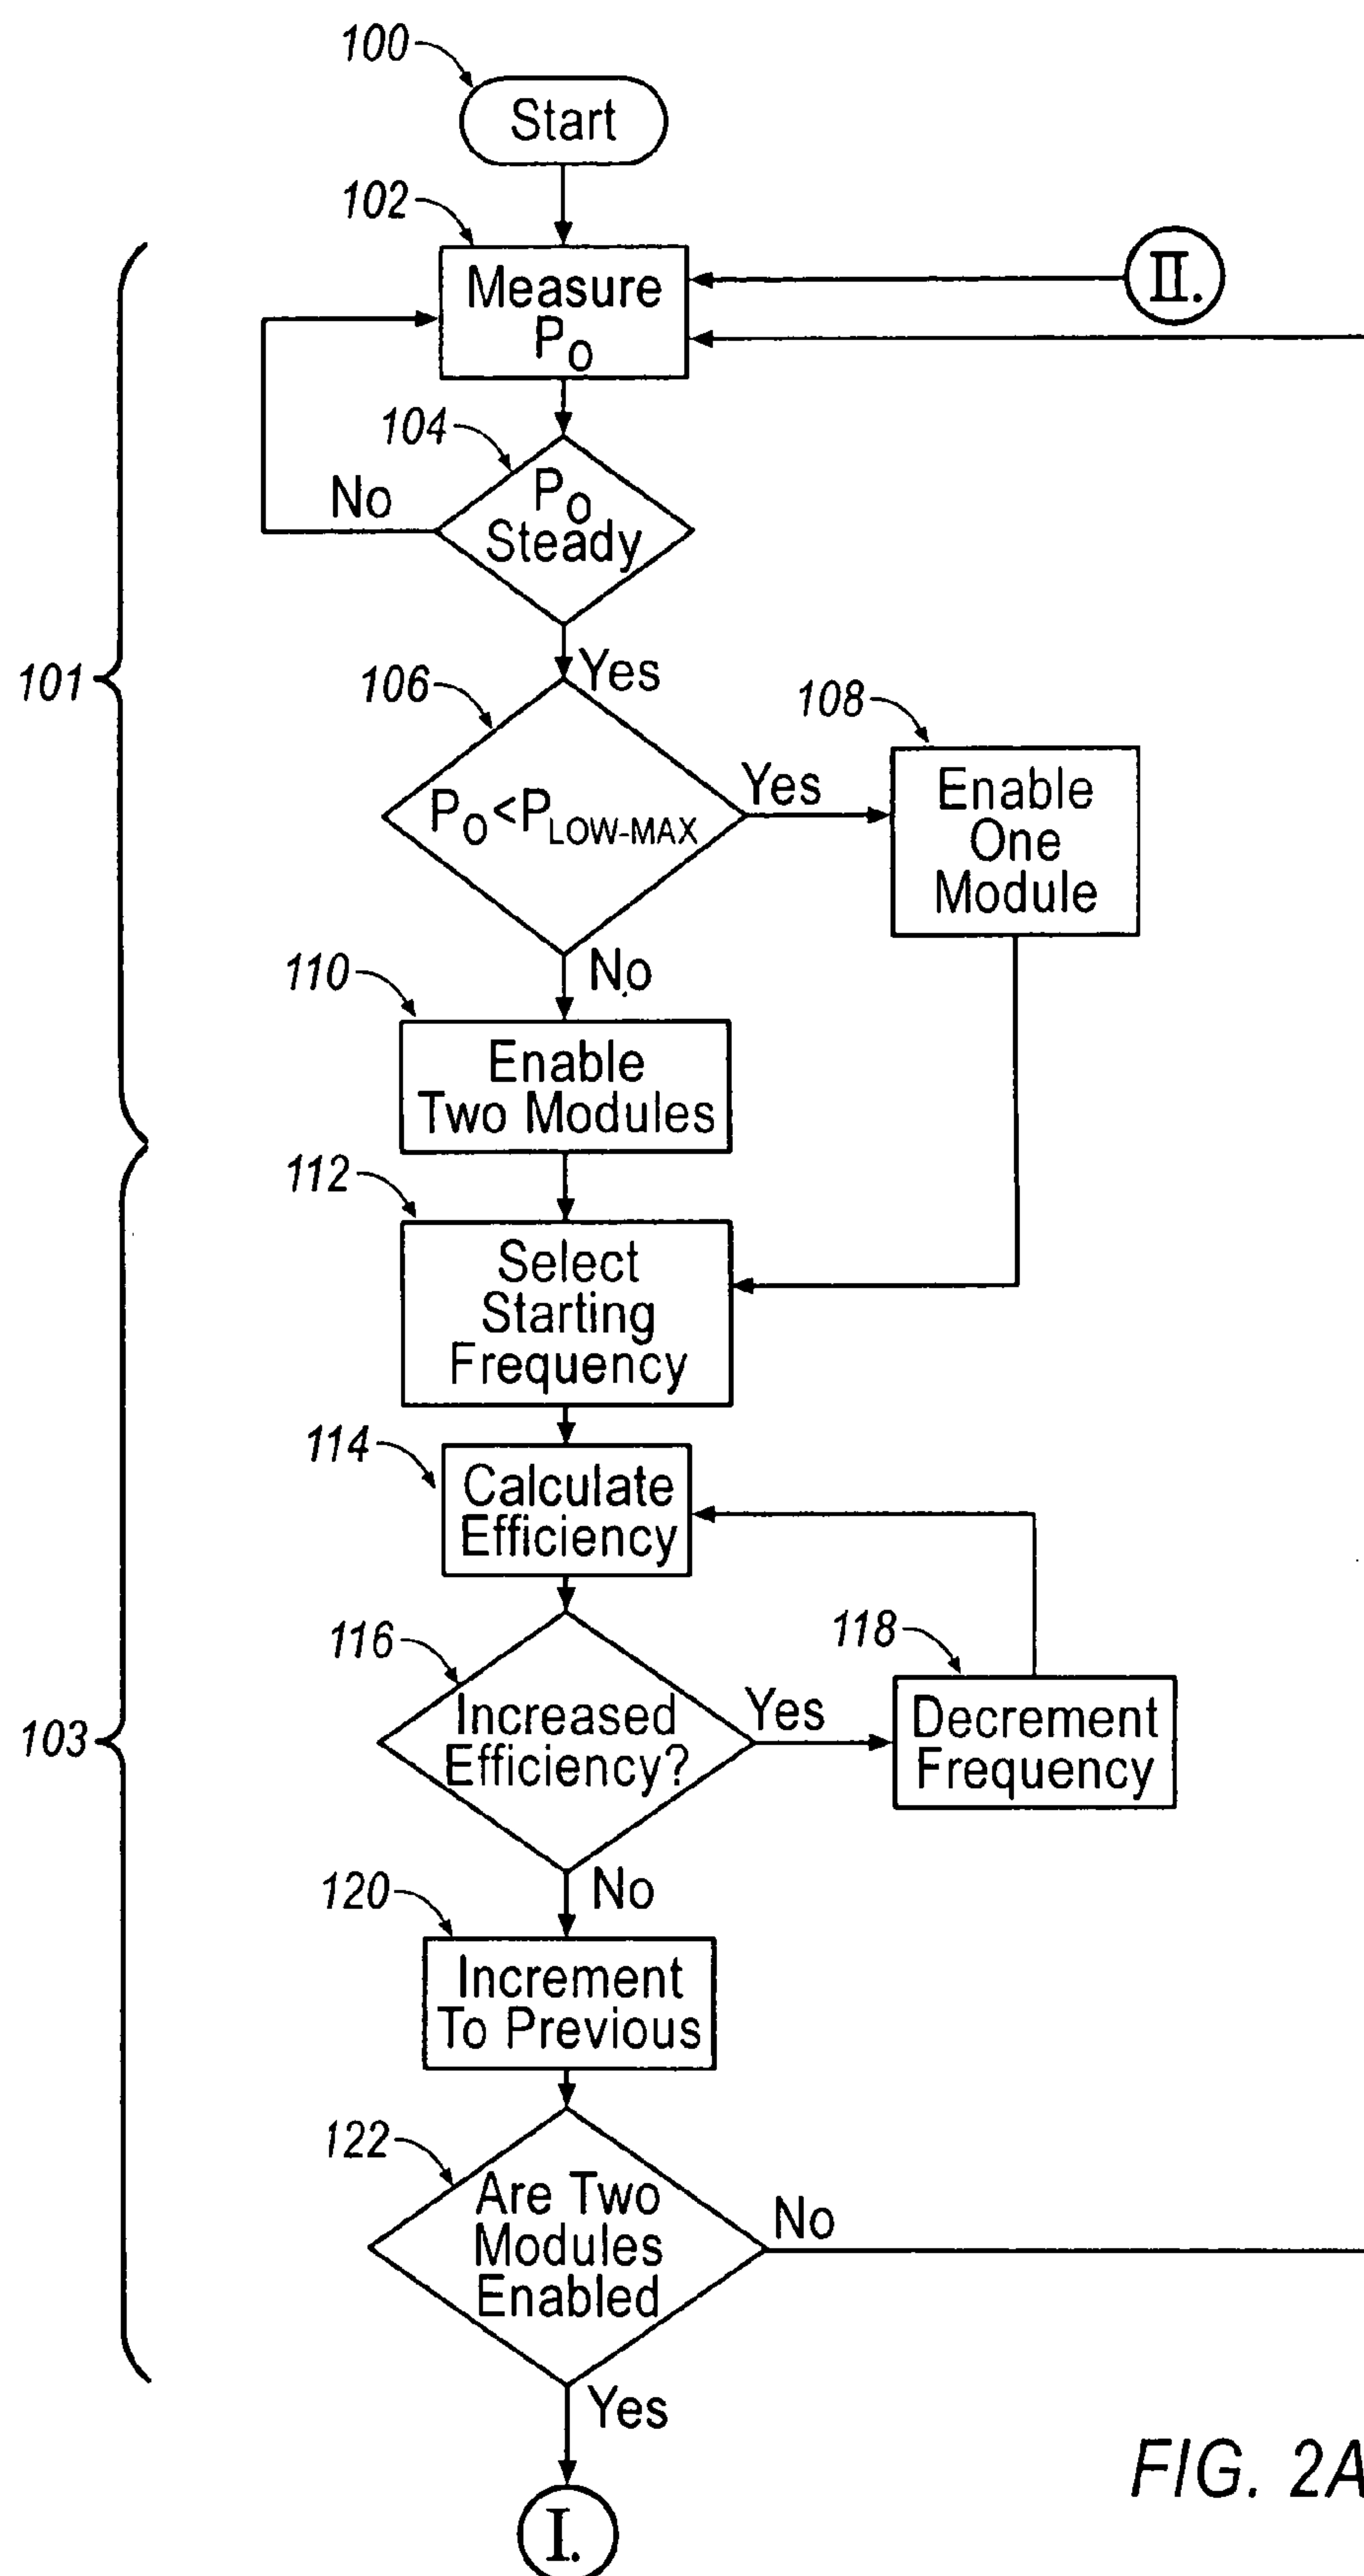 100
Start
102
Measure
Po
II.
104
Po
Steady
No
Yes
101
106
Po<PLOW-MAX
Yes
108
Enable
One
Module
No
110
Enable
Two Modules
112
Select
Starting
Frequency
114
Calculate
Efficiency
116
Increased
Efficiency?
Yes
118
Decrement
Frequency
103
No
120
Increment
To Previous
122
Are Two
Modules
Enabled
No
Yes
I.
FIG. 2A